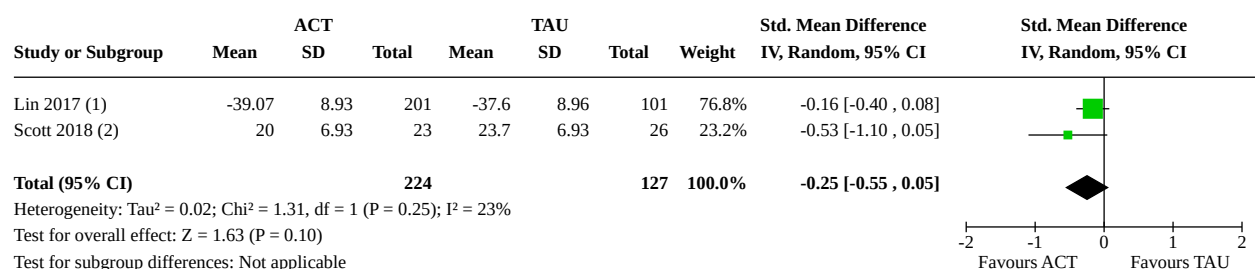 ACT TAU Std. Mean Difference Std. Mean Difference
Study or Subgroup Mean SD Total Mean SD Total Weight IV, Random, 95% CI IV, Random, 95% CI
Lin 2017 (1) -39.07 8.93 201 -37.6 8.96 101 76.8% -0.16 [-0.40 , 0.08]
Scott 2018 (2) 20 6.93 23 23.7 6.93 26 23.2% -0.53 [-1.10 , 0.05]
Total (95% CI) 224 127 100.0% -0.25 [-0.55 , 0.05]
Heterogeneity: Tau² = 0.02; Chi² = 1.31, df = 1 (P = 0.25); I² = 23%
Test for overall effect: Z = 1.63 (P = 0.10)
-2 -1 0 1 2
Test for subgroup differences: Not applicable Favours ACT Favours TAU